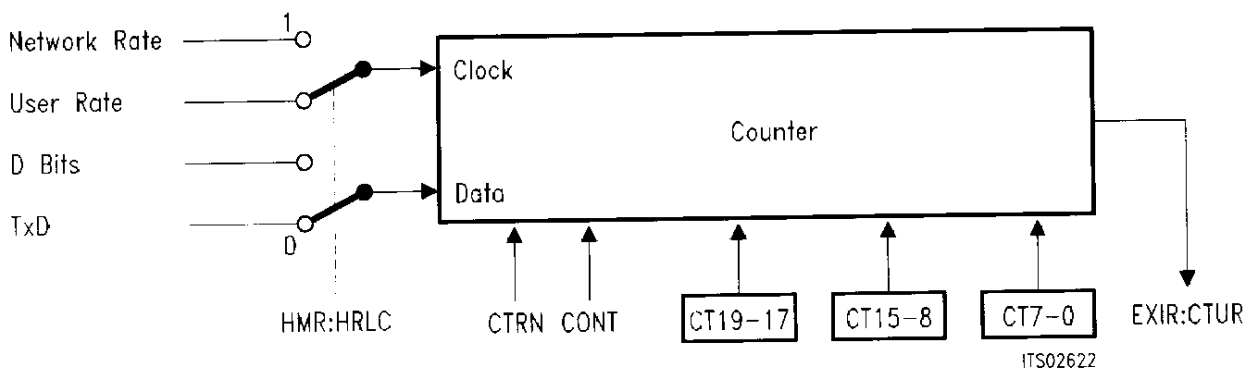 1
Network Rate
Clock
User Rate
Counter
D Bits
Data
TxD
0
HMR:HRLC
CTRN CONT
CT19-17
CT15-8
CT7-0
EXIR:CTUR
ITS02622